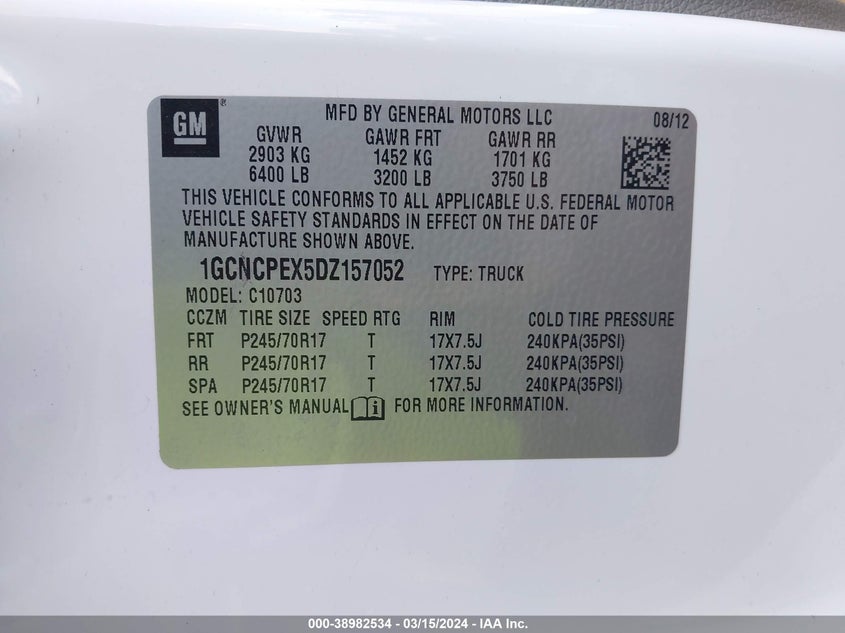 GM®
MFD BY GENERAL MOTORS LLC 08/12
GVWR GAWR FRT GAWR RR
2903 KG 1452 KG 1701 KG
6400 LB 3200 LB 3750 LB
THIS VEHICLE CONFORMS TO ALL APPLICABLE U.S. FEDERAL MOTOR
VEHICLE SAFETY STANDARDS IN EFFECT ON THE DATE OF
MANUFACTURE SHOWN ABOVE.
1GCNCPEX5DZ157052 TYPE: TRUCK
MODEL: C10703
CCZM TIRE SIZE SPEED RTG RIM COLD TIRE PRESSURE
FRT P245/70R17 T 17X7.5J 240KPA(35PSI)
RR P245/70R17 T 17X7.5J 240KPA(35PSI)
SPA P245/70R17 T 17X7.5J 240KPA(35PSI)
SEE OWNER'S MANUAL FOR MORE INFORMATION.
000-38982534 - 03/15/2024 - IAA Inc.